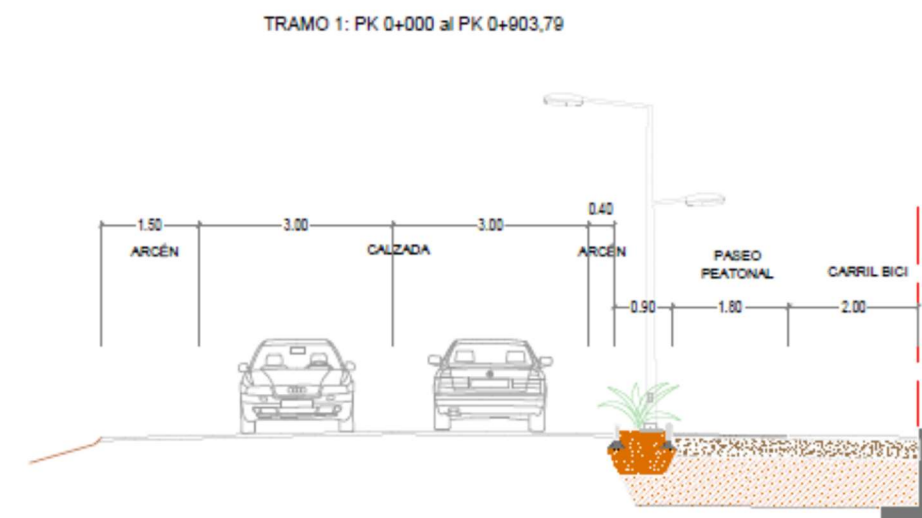 TRAMO 1: PK 0+000 al PK 0+903,79
1.50
3.00
3.00
0.40
ARCÉN
CALZADA
ARCÉN
PASEO
PEATONAL
CARRIL BICI
0.90
1.80
2.00